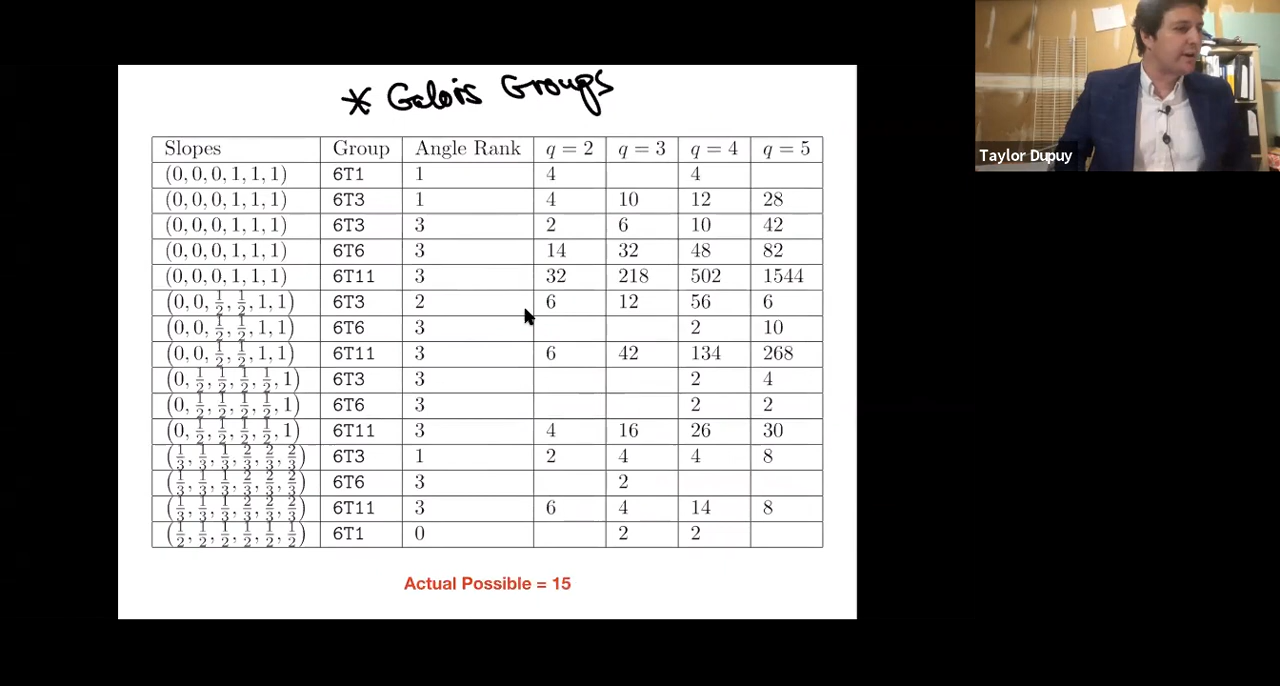 * Galois Groups
Slopes Group Angle Rank q = 2 q = 3 q = 4 q = 5
(0, 0, 0, 1, 1, 1) 6T1 1 4 4
(0, 0, 0, 1, 1, 1) 6T3 1 4 10 12 28
(0, 0, 0, 1, 1, 1) 6T3 3 2 6 10 42
(0, 0, 0, 1, 1, 1) 6T6 3 14 32 48 82
(0, 0, 0, 1, 1, 1) 6T11 3 32 218 502 1544
(0, 0, 1/2, 1/2, 1, 1) 6T3 2 6 12 56 6
(0, 0, 1/2, 1/2, 1, 1) 6T6 3 2 10
(0, 0, 1/2, 1/2, 1, 1) 6T11 3 6 42 134 268
(0, 1/2, 1/2, 1/2, 1/2, 1) 6T3 3 2 4
(0, 1/2, 1/2, 1/2, 1/2, 1) 6T6 3 2 2
(0, 1/2, 1/2, 1/2, 1/2, 1) 6T11 3 4 16 26 30
(1/3, 1/3, 1/3, 2/3, 2/3, 2/3) 6T3 1 2 4 4 8
(1/3, 1/3, 1/3, 2/3, 2/3, 2/3) 6T6 3 2
(1/3, 1/3, 1/3, 2/3, 2/3, 2/3) 6T11 3 6 4 14 8
(1/2, 1/2, 1/2, 1/2, 1/2, 1/2) 6T1 0 2 2
Actual Possible = 15
Taylor Dupuy